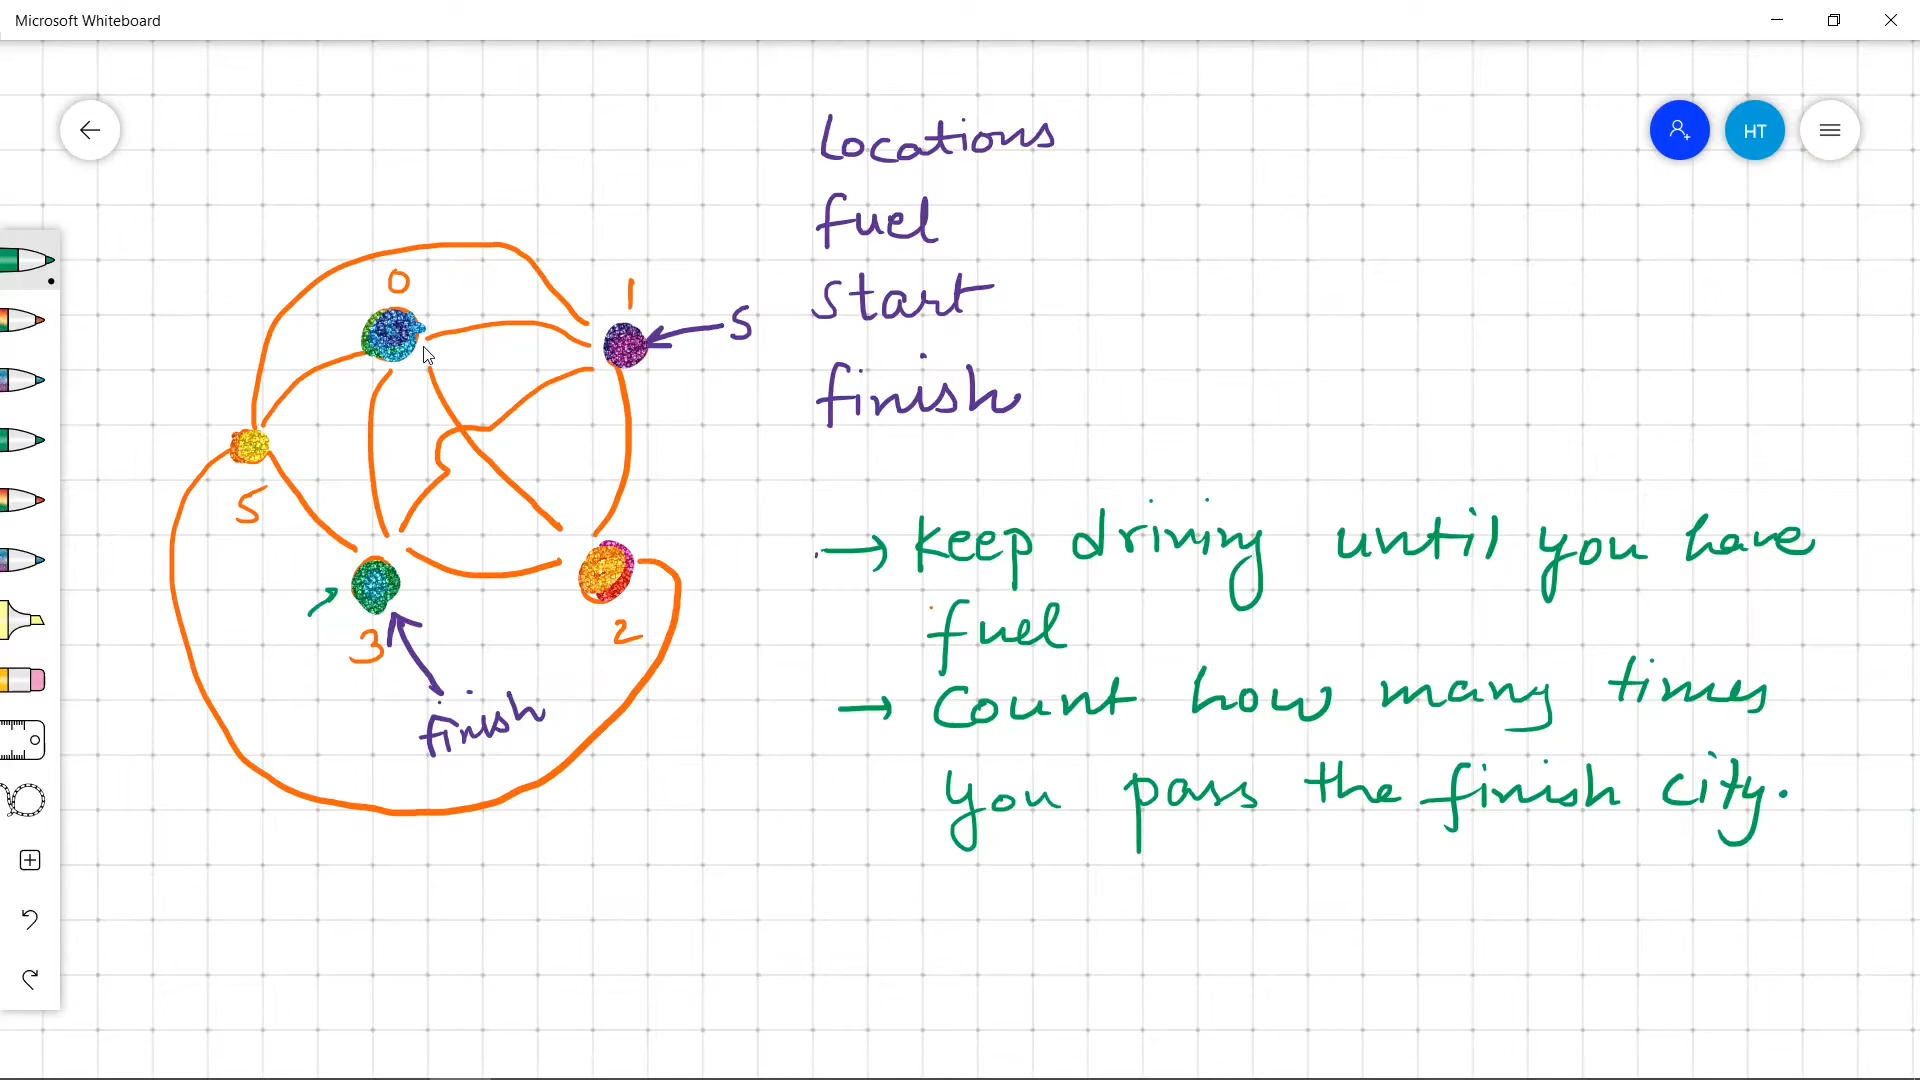 Microsoft Whiteboard
HT
Locations
fuel
Start
finish
0
1
S
5
3
2
finish
→ Keep driving until you have
fuel
→ Count how many times
you pass the finish city.